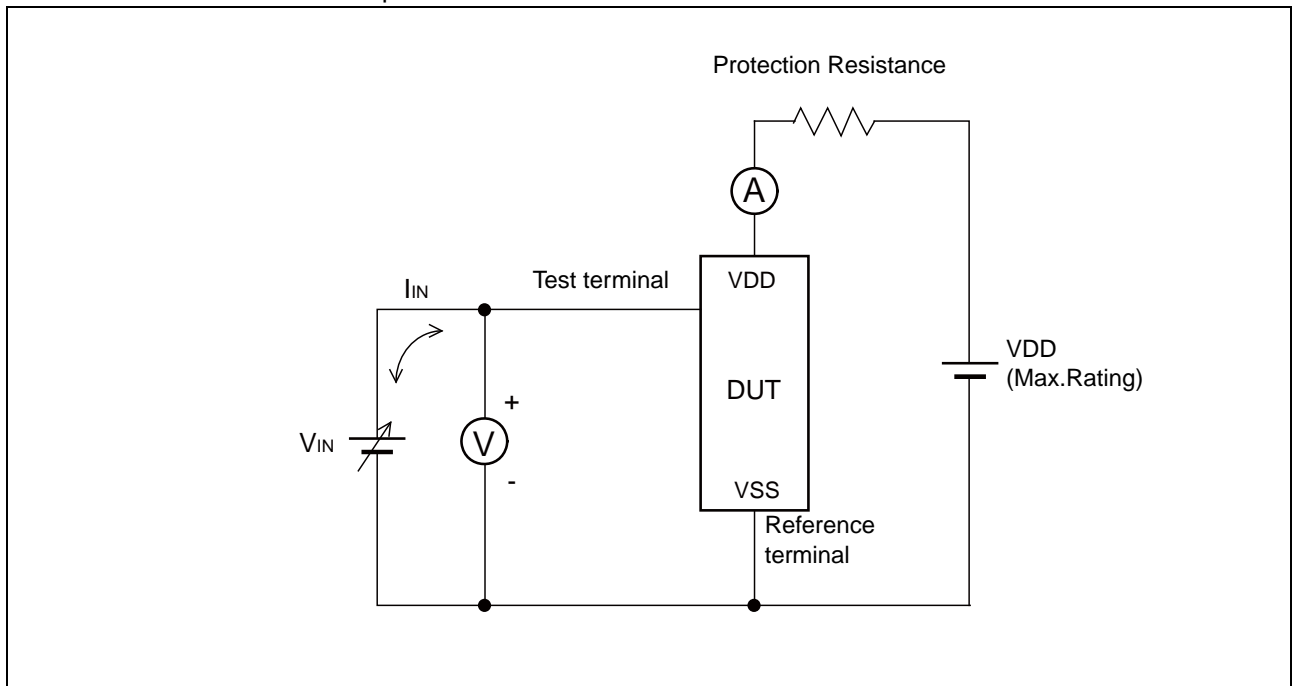 Protection Resistance
A
IIN
Test terminal
VDD
VDD
(Max.Rating)
DUT
+
VIN
V
-
VSS
Reference
terminal